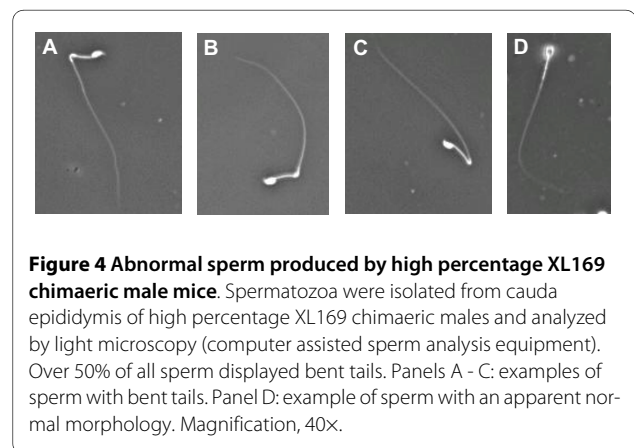 A B C D
Figure 4 Abnormal sperm produced by high percentage XL169
chimaeric male mice. Spermatozoa were isolated from cauda
epididymis of high percentage XL169 chimaeric males and analyzed
by light microscopy (computer assisted sperm analysis equipment).
Over 50% of all sperm displayed bent tails. Panels A - C: examples of
sperm with bent tails. Panel D: example of sperm with an apparent nor-
mal morphology. Magnification, 40×.